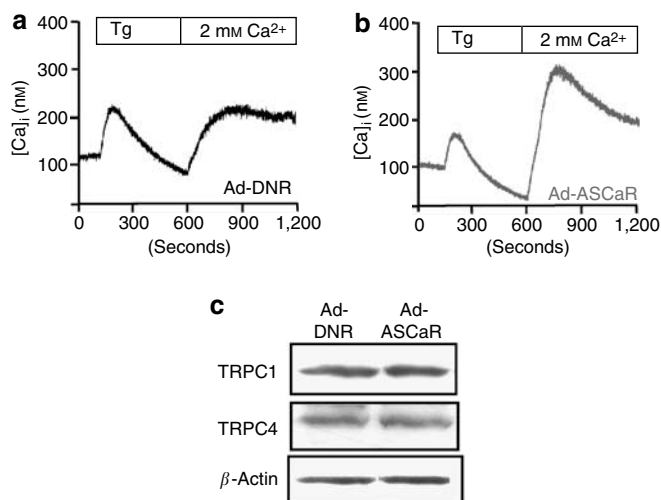 a
Tg 2 mM Ca²⁺
400
300
200
100
[Ca]ᵢ (nM)
Ad-DNR
0 300 600 900 1,200
(Seconds)
b
Tg 2 mM Ca²⁺
400
300
200
100
[Ca]ᵢ (nM)
Ad-ASCaR
0 300 600 900 1,200
(Seconds)
c
Ad-
DNR
Ad-
ASCaR
TRPC1
TRPC4
β-Actin